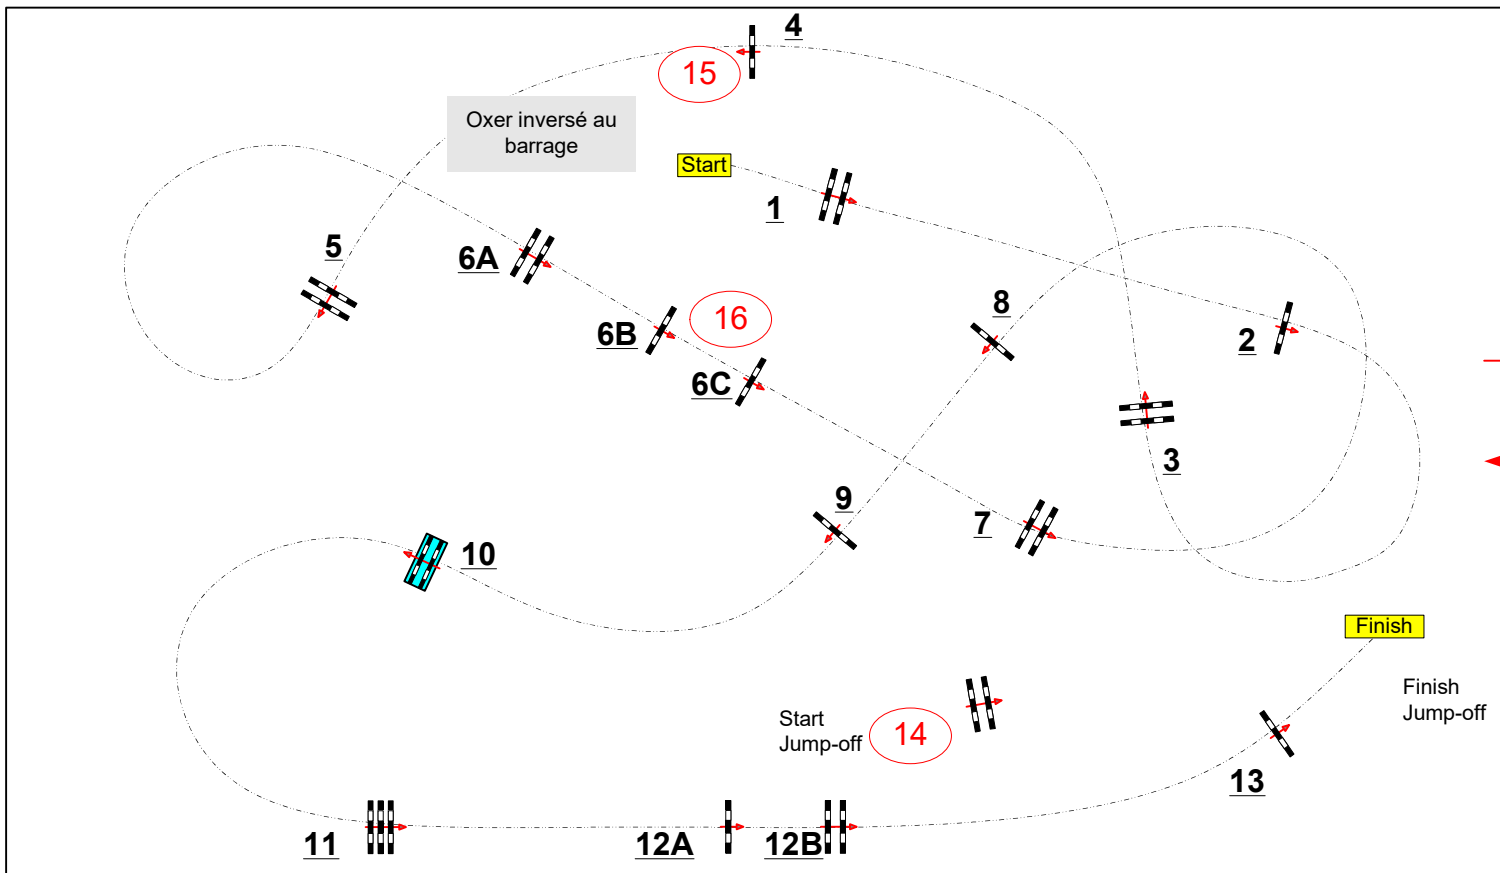 4
15
Oxer inversé au
barrage
Start
1
5
6A
6B
16
6C
8
2
3
9
7
10
Finish
Start
Jump-off
14
Finish
Jump-off
13
11
12A
12B